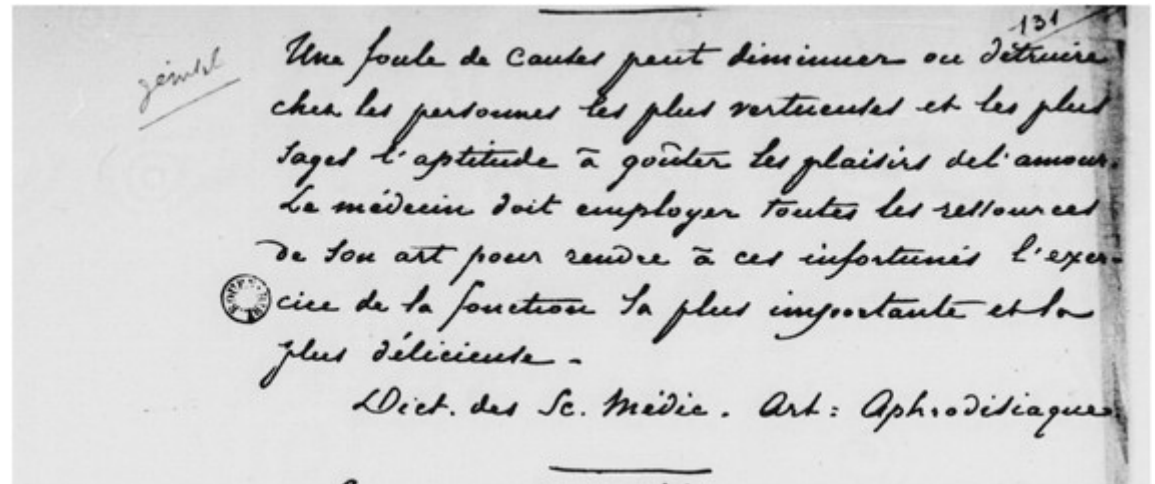 131
génital
Une foule de causes peut diminuer ou détruire
chez les personnes les plus vertueuses et les plus
sages l'aptitude à goûter les plaisirs de l'amour.
Le médecin doit employer toutes les ressources
de son art pour rendre à ces infortunés l'exer-
cice de la fonction la plus importante et la
plus délicieuse -
Dict. des Sc. Médic. Art : Aphrodisiaque